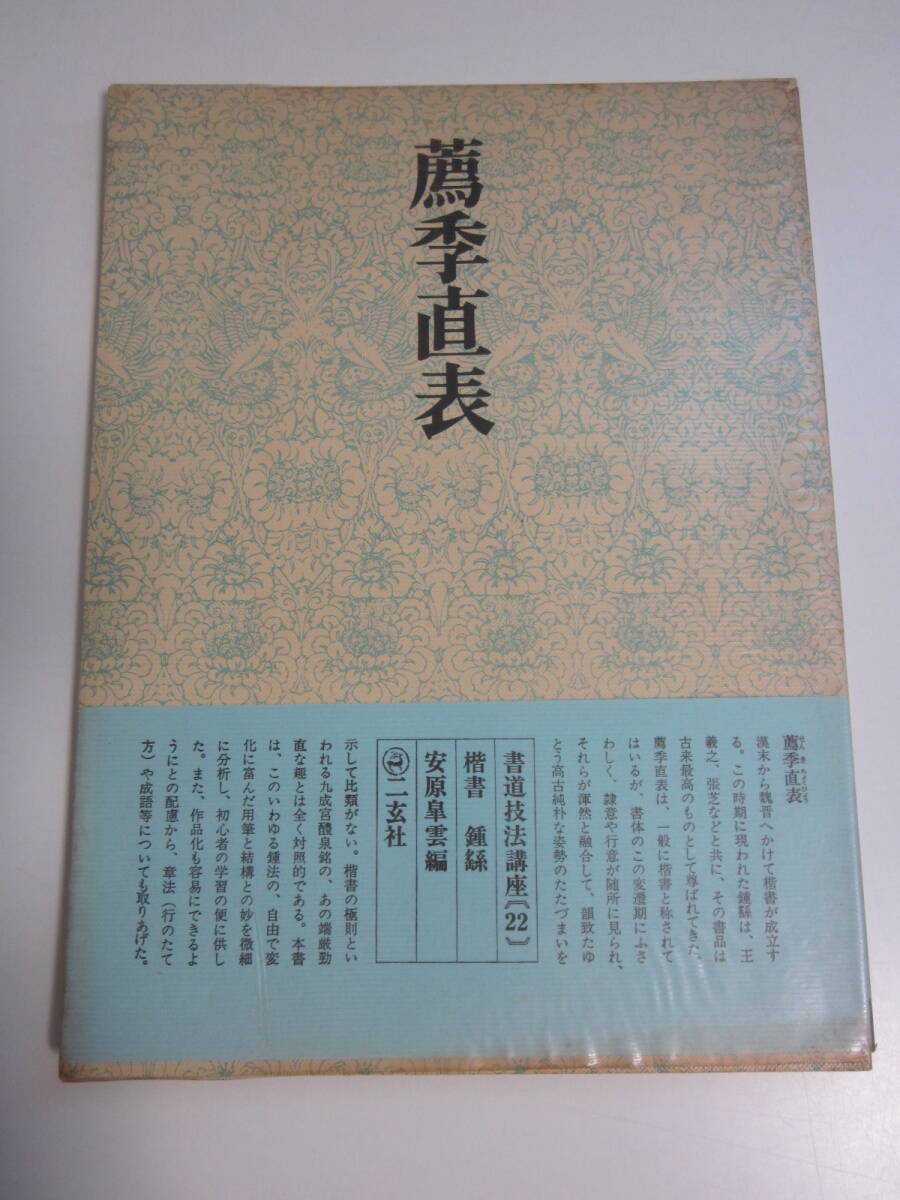 薦季直表
薦季直表
せんきちょくひょう
漢末から魏晋へかけて楷書が成立す
る。この時期に現われた鍾繇は、王
羲之、張芝などと共に、その書品は
古来最高のものとして尊ばれてきた。
薦季直表は、一般に楷書と称されて
はいるが、書体のこの変遷期にふさ
わしく、隷意や行意が随所に見られ、
それらが渾然と融合して、韻致たゆ
とう高古純朴な姿勢のたたづまいを
書道技法講座〔22〕
楷書 鍾繇
安原皐雲編
二玄社
示して比類がない。楷書の極則とい
われる九成宮醴泉銘の、あの端厳勁
直な趣とは全く対照的である。本書
は、このいわゆる鍾法の、自由で変
化に富んだ用筆と結構との妙を微細
に分析し、初心者の学習の便に供し
た。また、作品化も容易にできるよ
うにとの配慮から、章法（行のたて
方）や成語等についても取りあげた。